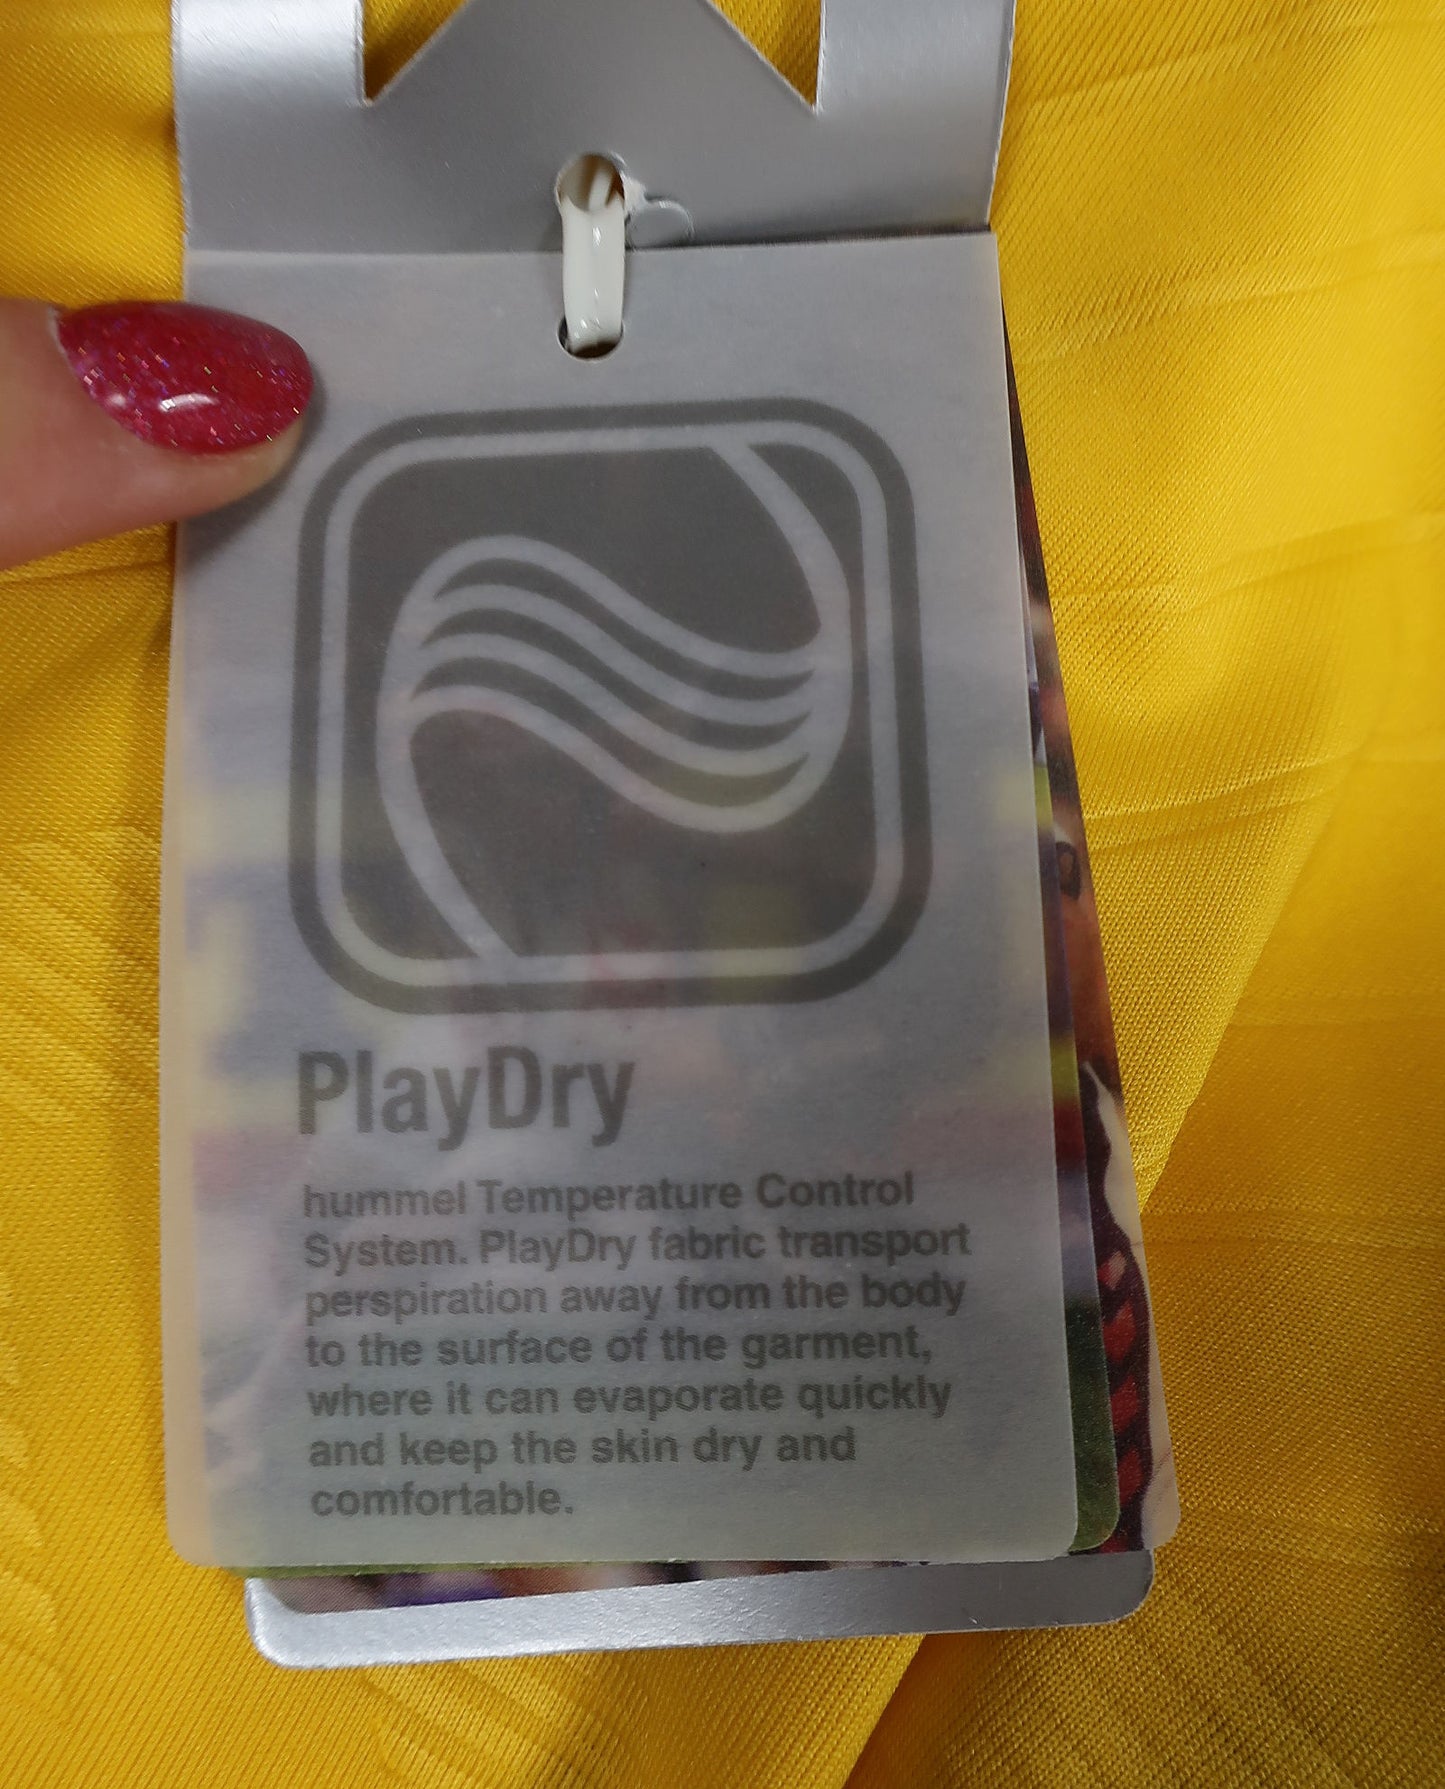 PlayDry
hummel Temperature Control
System. PlayDry fabric transport
perspiration away from the body
to the surface of the garment,
where it can evaporate quickly
and keep the skin dry and
comfortable.